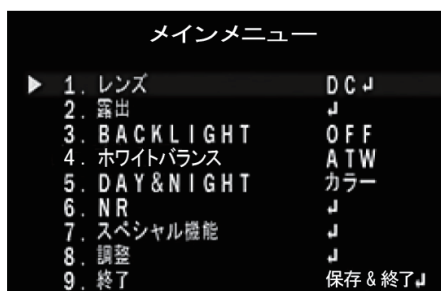 メインメニュー
▶ 1. レンズ DC↲
2. 露出 ↲
3. BACKLIGHT OFF
4. ホワイトバランス ATW
5. DAY&NIGHT カラー
6. NR ↲
7. スペシャル機能 ↲
8. 調整 ↲
9. 終了 保存&終了↲